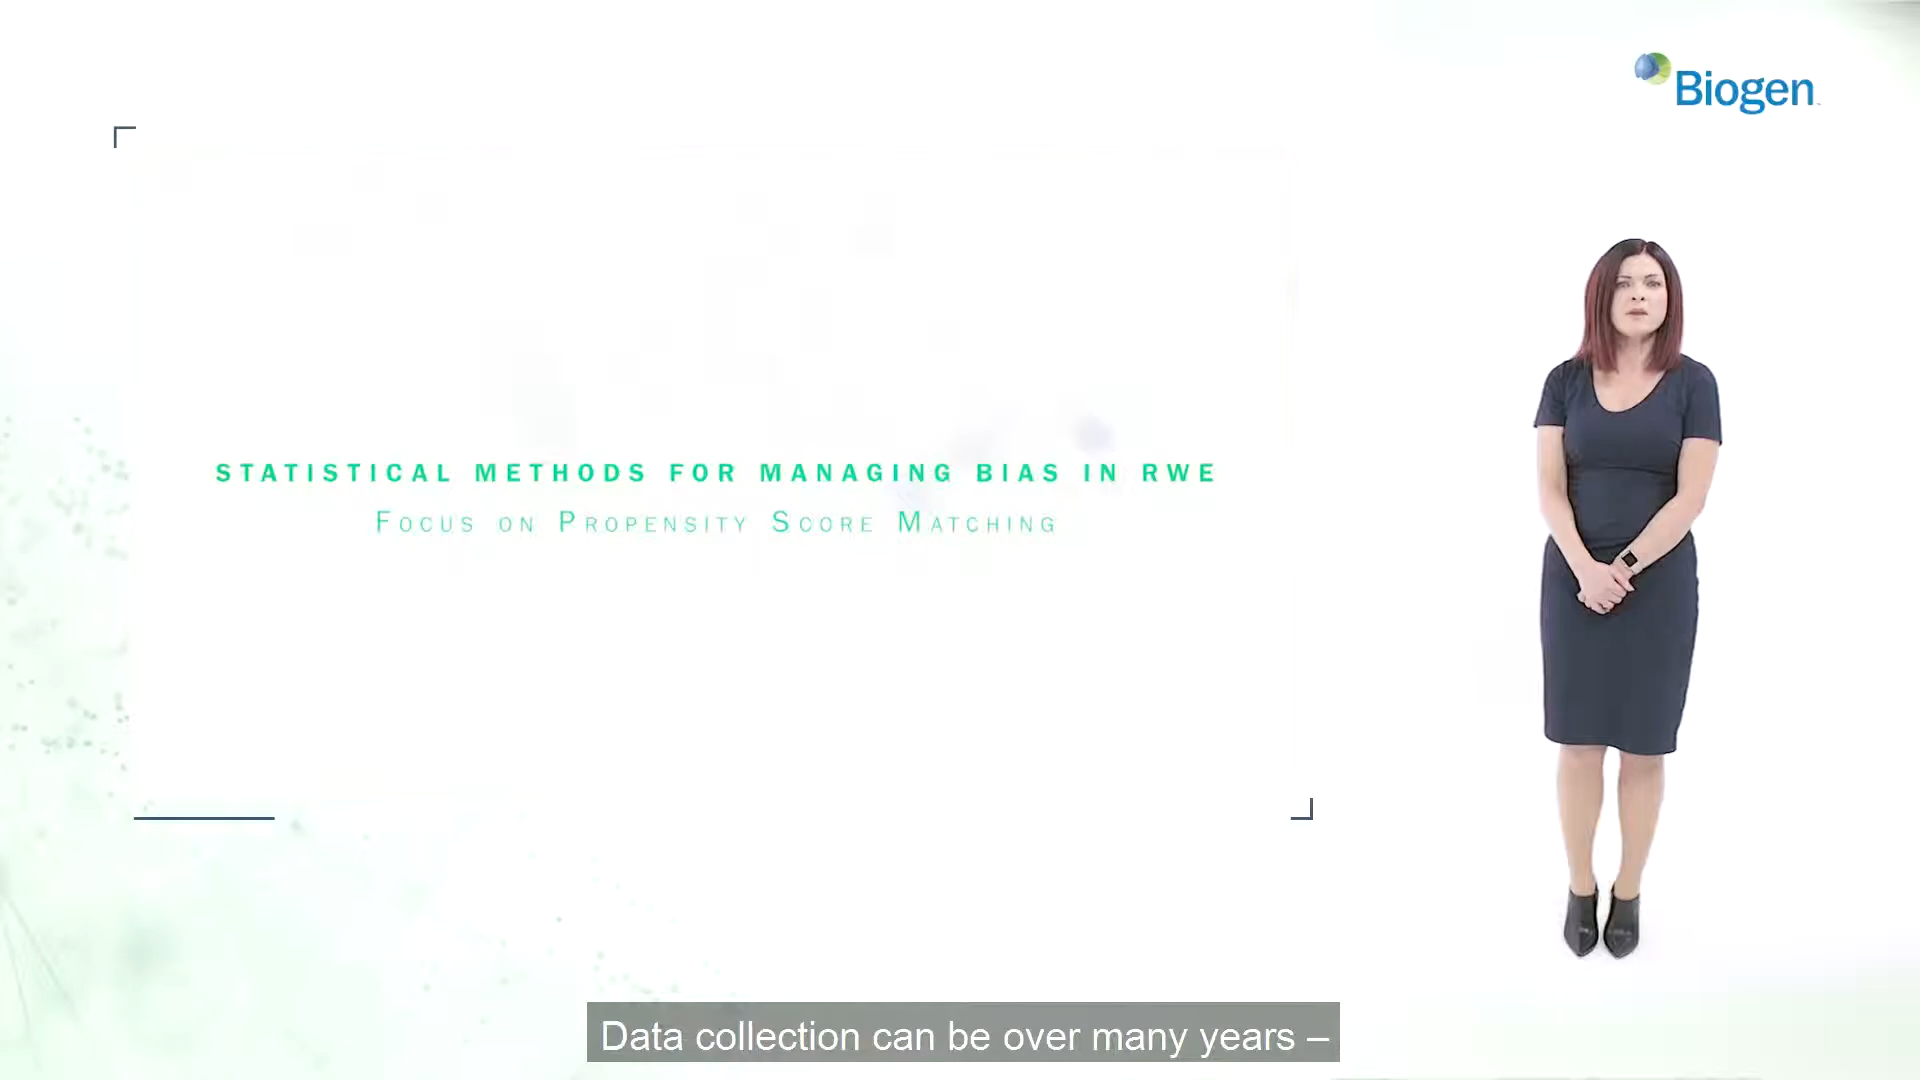 Biogen
STATISTICAL METHODS FOR MANAGING BIAS IN RWE
FOCUS ON PROPENSITY SCORE MATCHING
Data collection can be over many years –